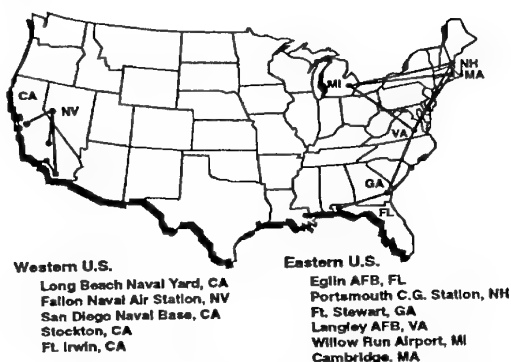 NH
MA
MI
CA
NV
VA
GA
FL
Western U.S.
Long Beach Naval Yard, CA
Fallon Naval Air Station, NV
San Diego Naval Base, CA
Stockton, CA
Ft. Irwin, CA
Eastern U.S.
Eglin AFB, FL
Portsmouth C.G. Station, NH
Ft. Stewart, GA
Langley AFB, VA
Willow Run Airport, MI
Cambridge, MA